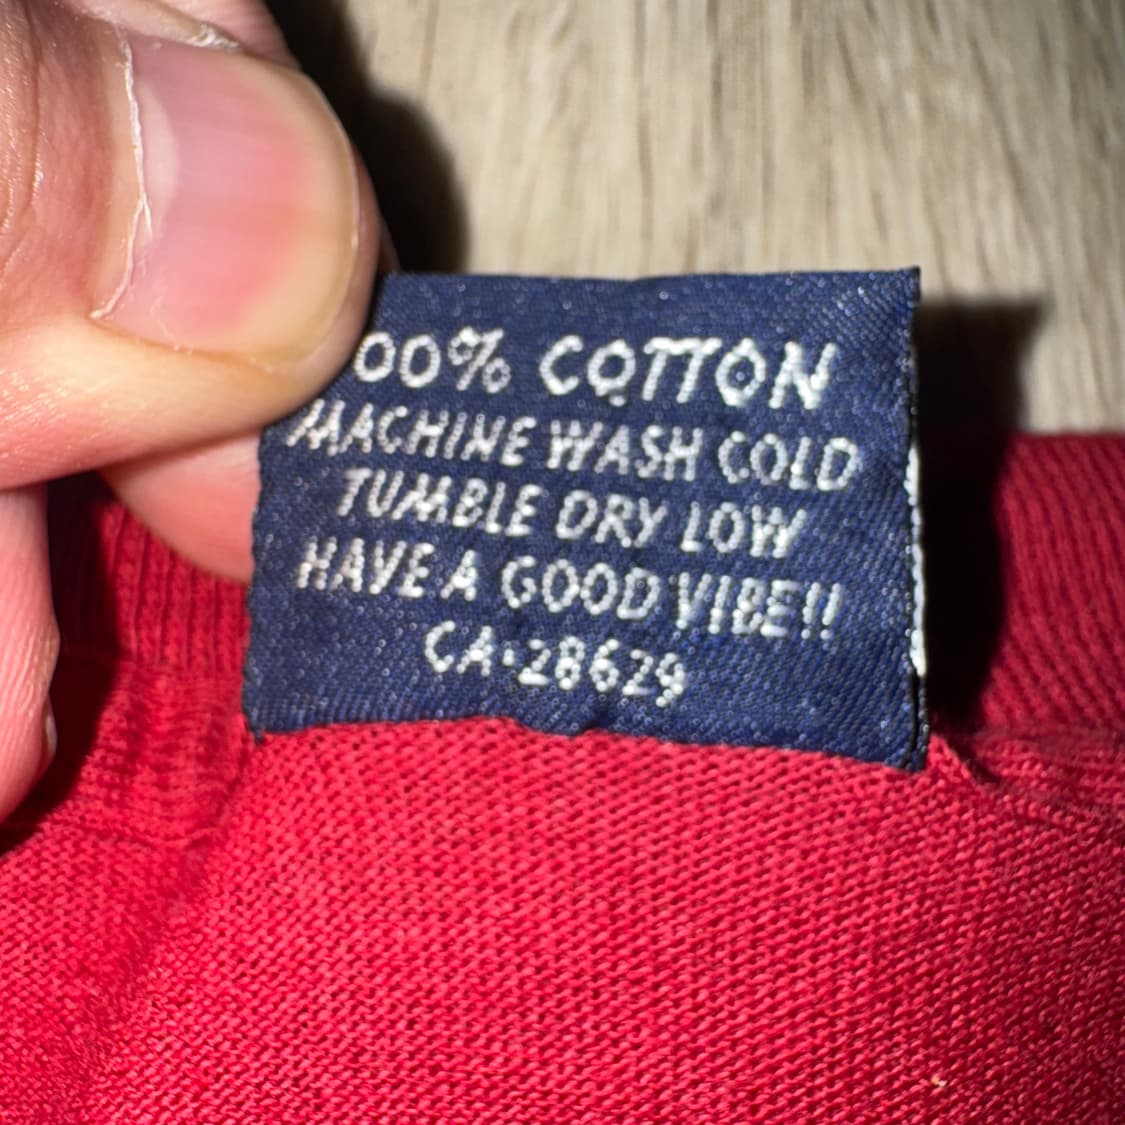 00% COTTON
MACHINE WASH COLD
TUMBLE DRY LOW
HAVE A GOOD VIBE!!
CA·28629